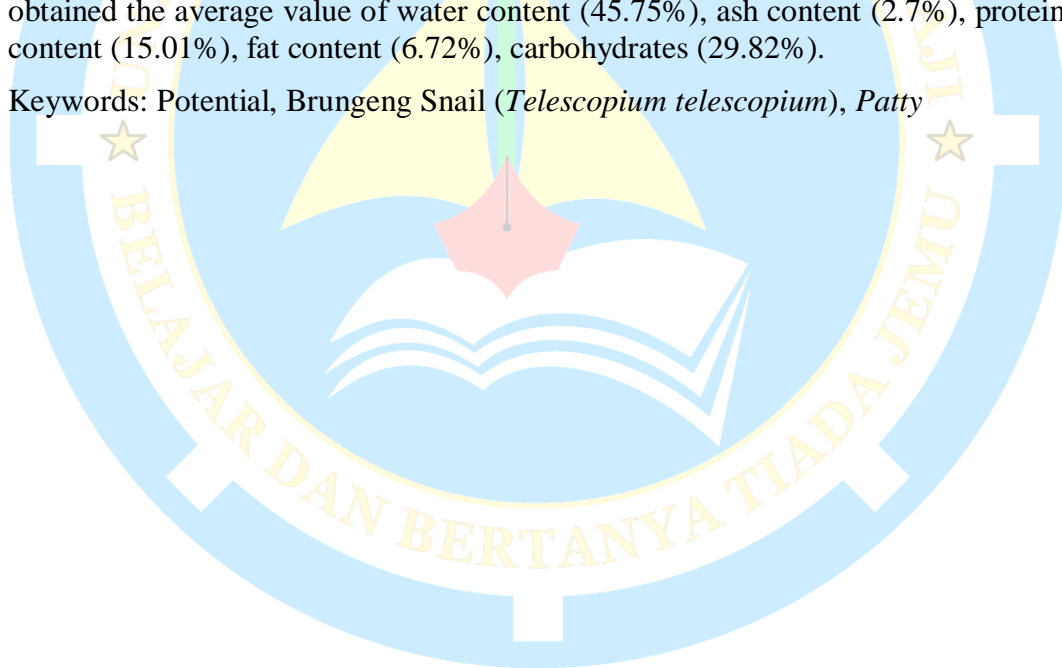 obtained the average value of water content (45.75%), ash content (2.7%), protein
content (15.01%), fat content (6.72%), carbohydrates (29.82%).
Keywords: Potential, Brungeng Snail (Telescopium telescopium), Patty
BELAJAR DAN BERTANYA TIADA JEMU